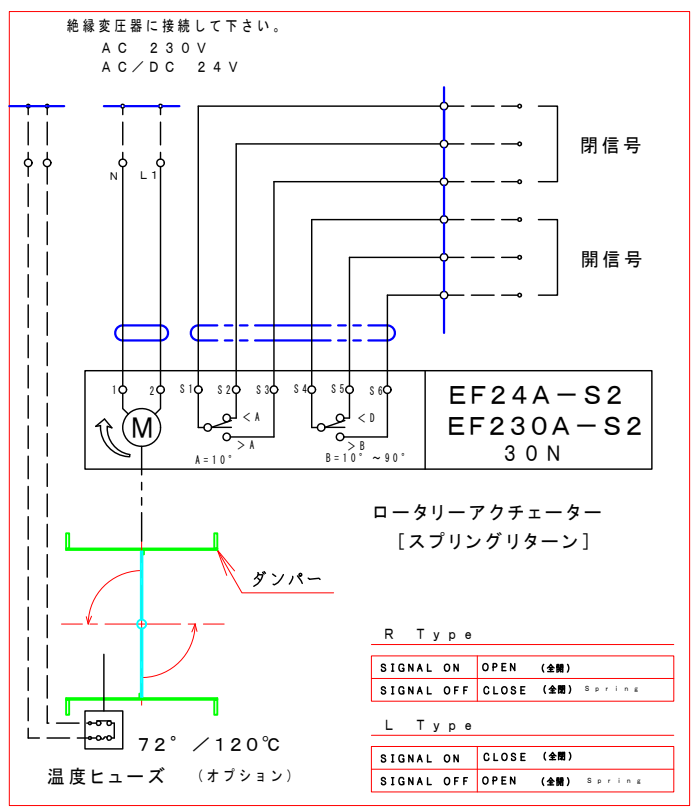 絶縁変圧器に接続して下さい。
AC 230V
AC/DC 24V
閉信号
開信号
N L1
1 2 S1 S2 S3 S4 S5 S6
M
<A
>A
A=10°
<D
>B
B=10° ~90°
EF24A-S2
EF230A-S2
30N
ロータリーアクチェーター
[スプリングリターン]
ダンパー
R Type
SIGNAL ON OPEN (全開)
SIGNAL OFF CLOSE (全閉) Spring
L Type
SIGNAL ON CLOSE (全閉)
SIGNAL OFF OPEN (全開) Spring
72° /120℃
温度ヒューズ (オプション)